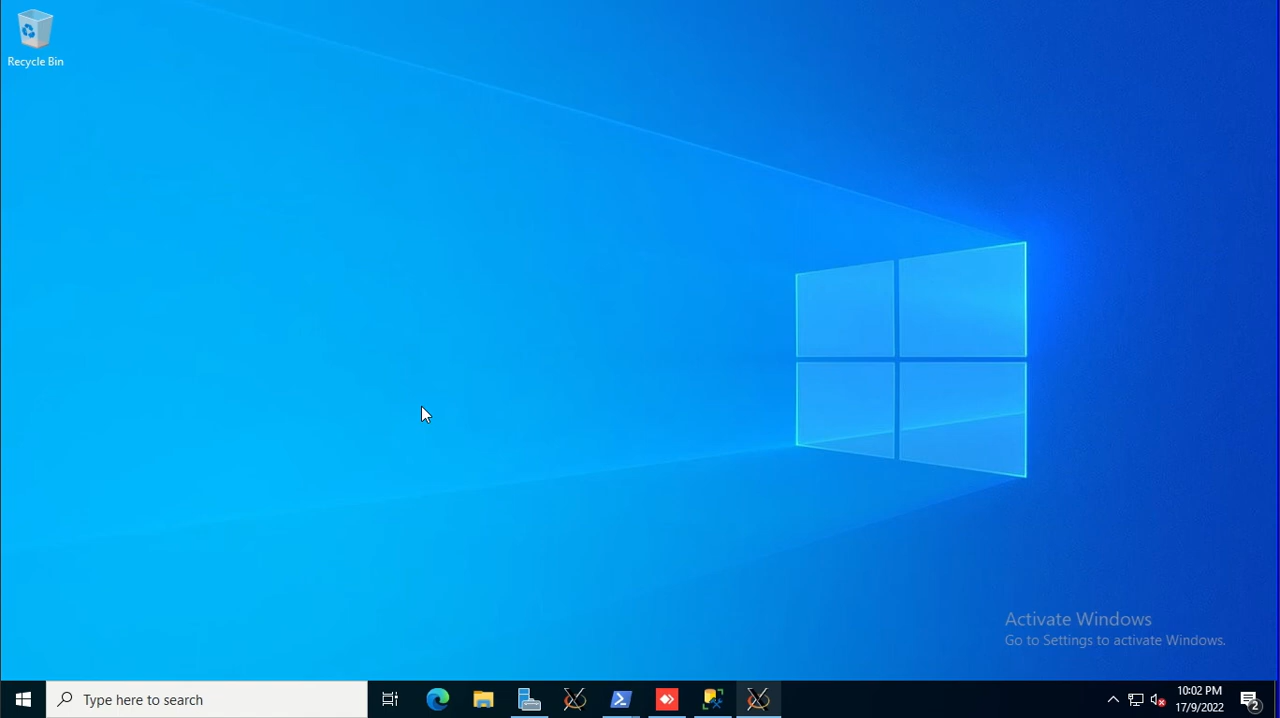 Recycle Bin
Activate Windows
Go to Settings to activate Windows.
Type here to search
10:02 PM
17/9/2022
2